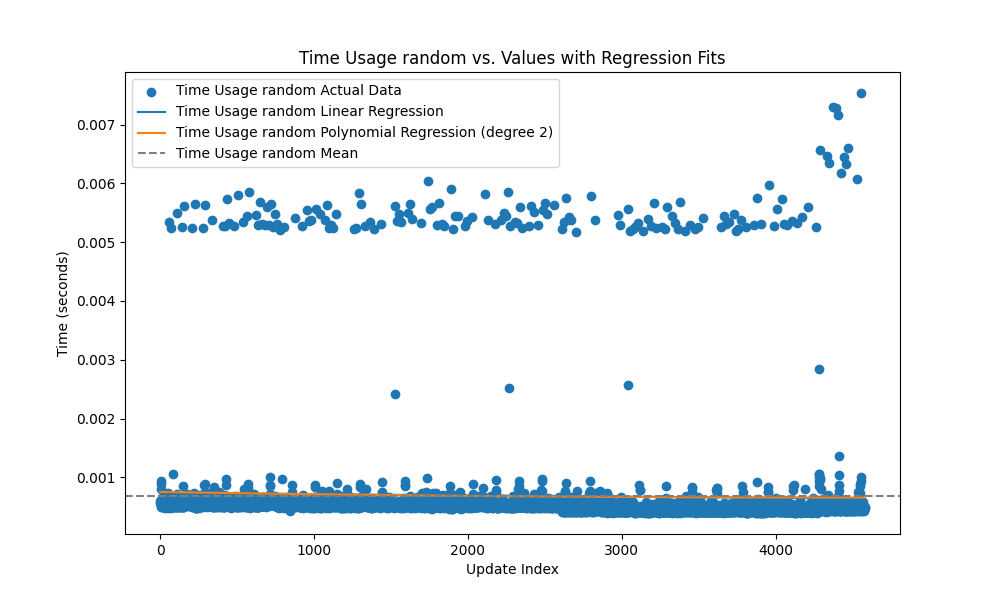 Time Usage random vs. Values with Regression Fits
Time Usage random Actual Data
Time Usage random Linear Regression
Time Usage random Polynomial Regression (degree 2)
Time Usage random Mean
Time (seconds)
0.007
0.006
0.005
0.004
0.003
0.002
0.001
0 1000 2000 3000 4000
Update Index